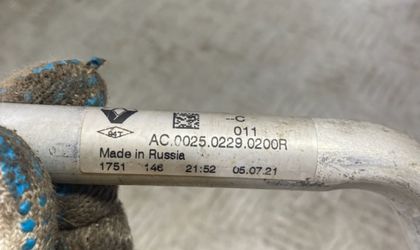 --C
011
AC.0025.0229.0200R
Made in Russia
1751 146 21:52 05.07.21